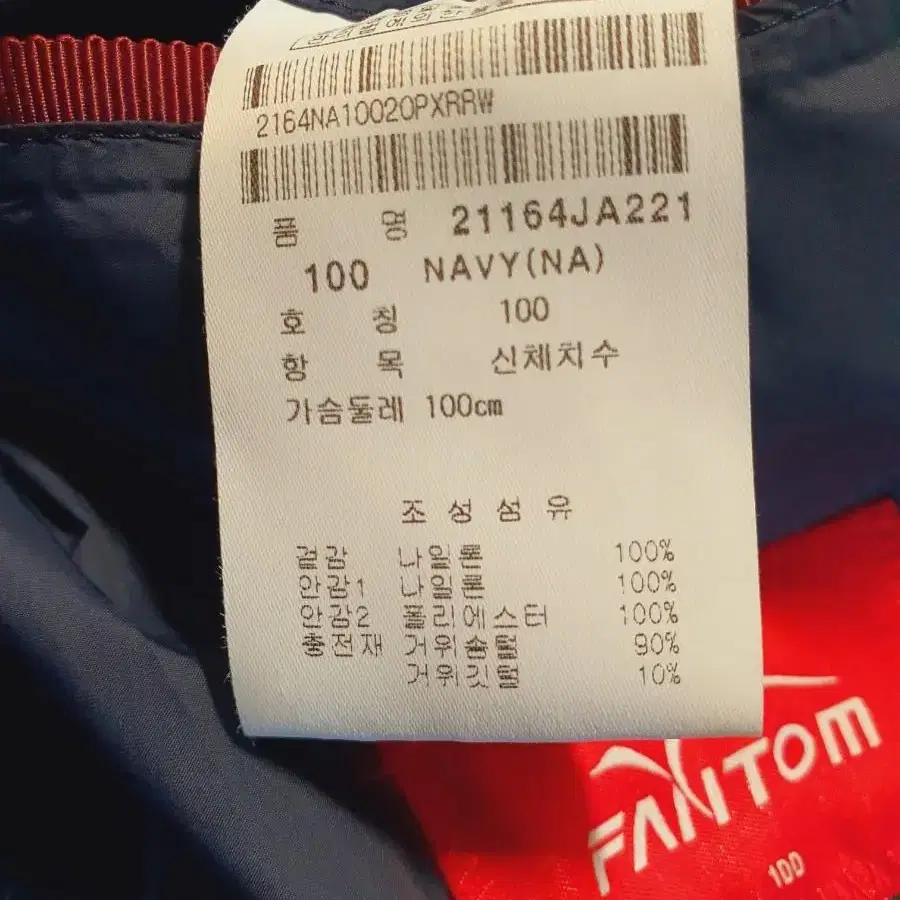 2164NA10020PXRRW
품 명 21164JA221
100 NAVY(NA)
호 칭 100
항 목 신체치수
가슴둘레 100cm
조 성 섬 유
겉감 나일론 100%
안감1 나일론 100%
안감2 폴리에스터 100%
충전재 거위솜털 90%
거위깃털 10%
FANTOM
100